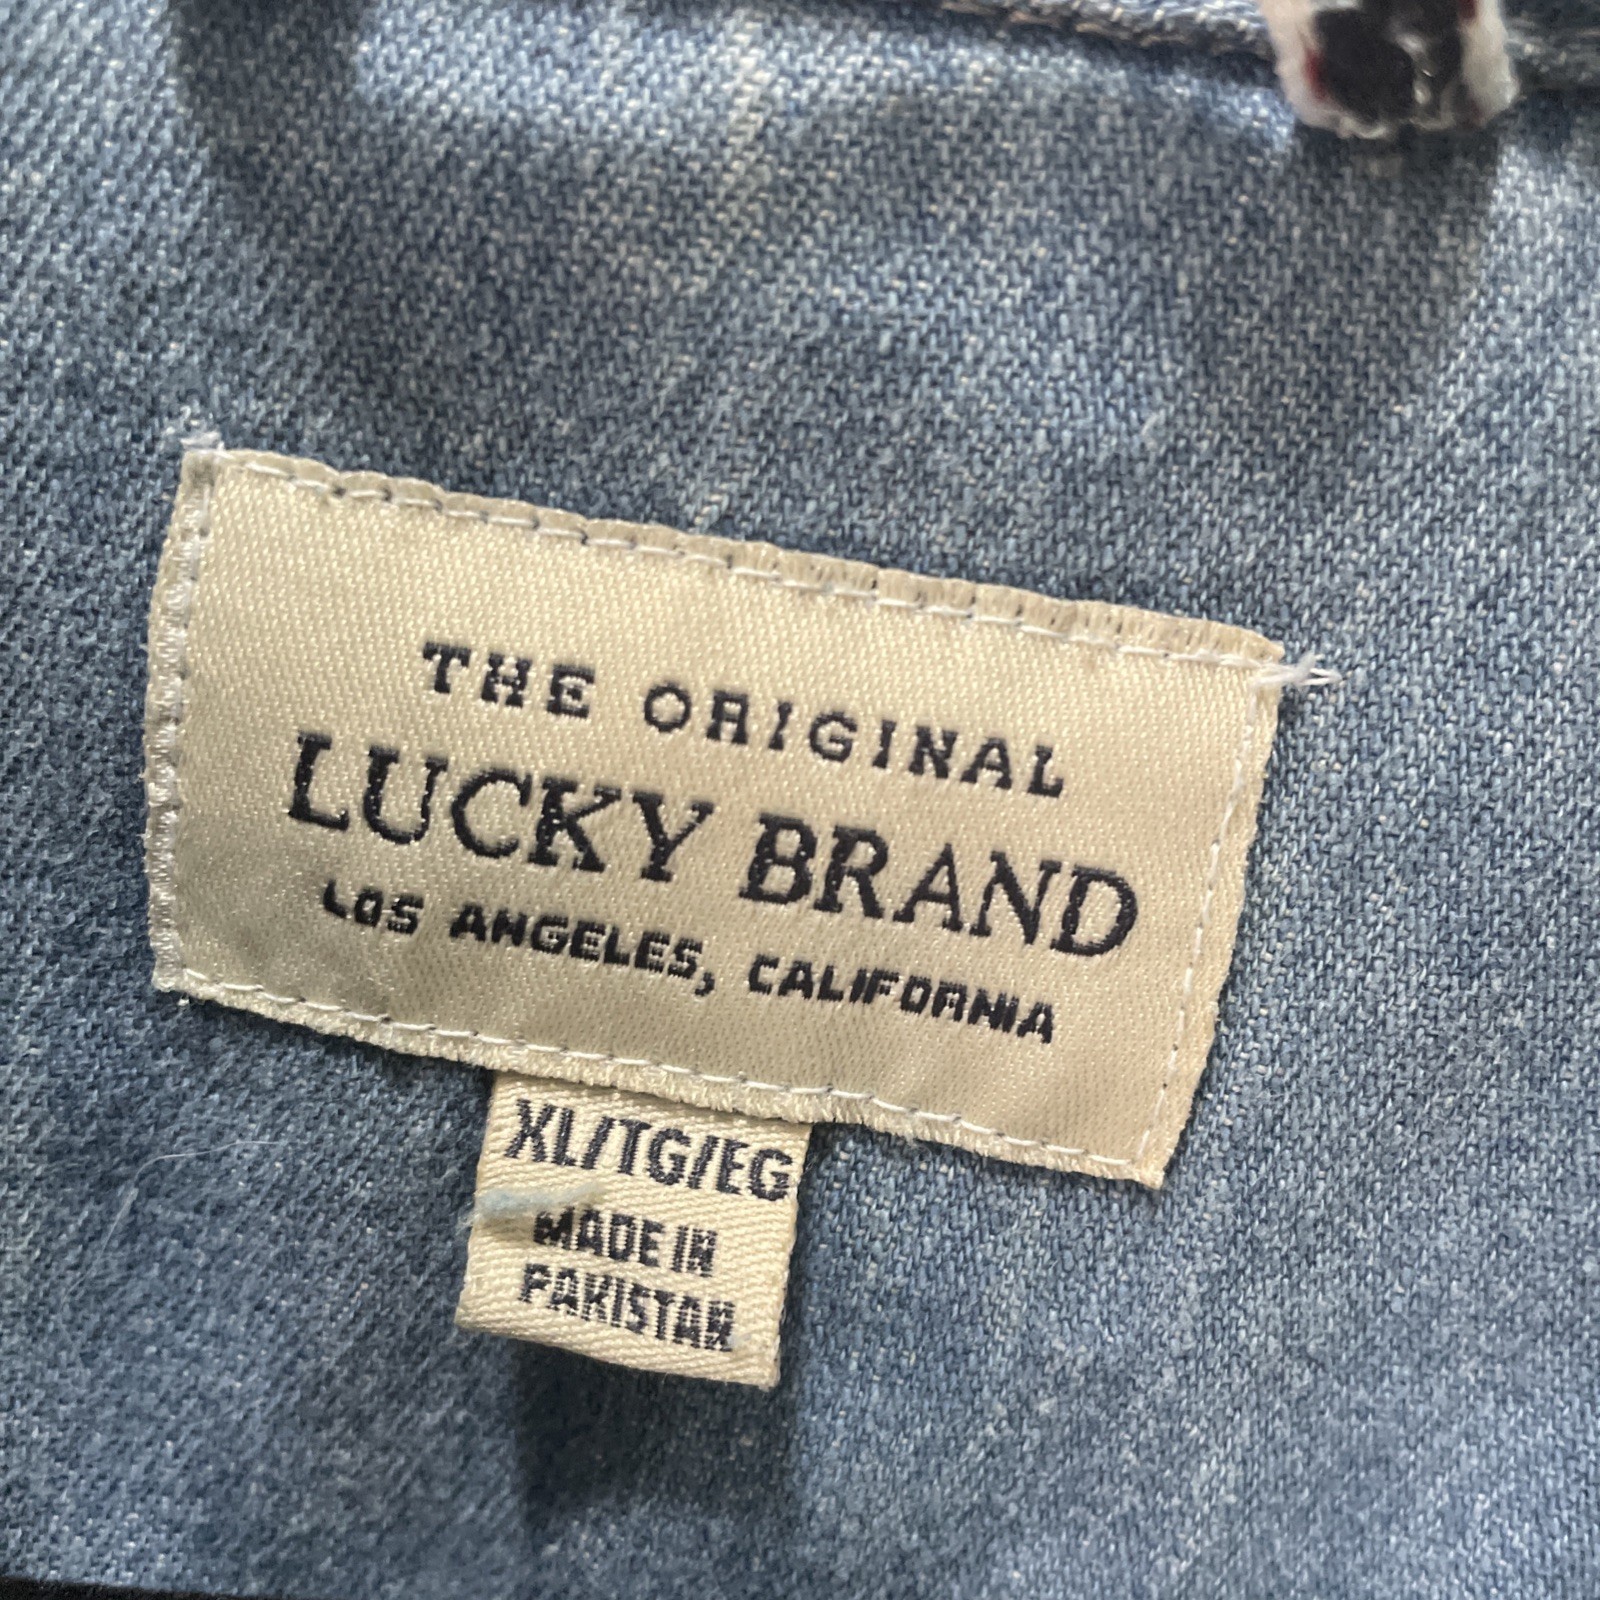 THE ORIGINAL
LUCKY BRAND
LOS ANGELES, CALIFORNIA
XL/TG/EG
MADE IN
PAKISTAN